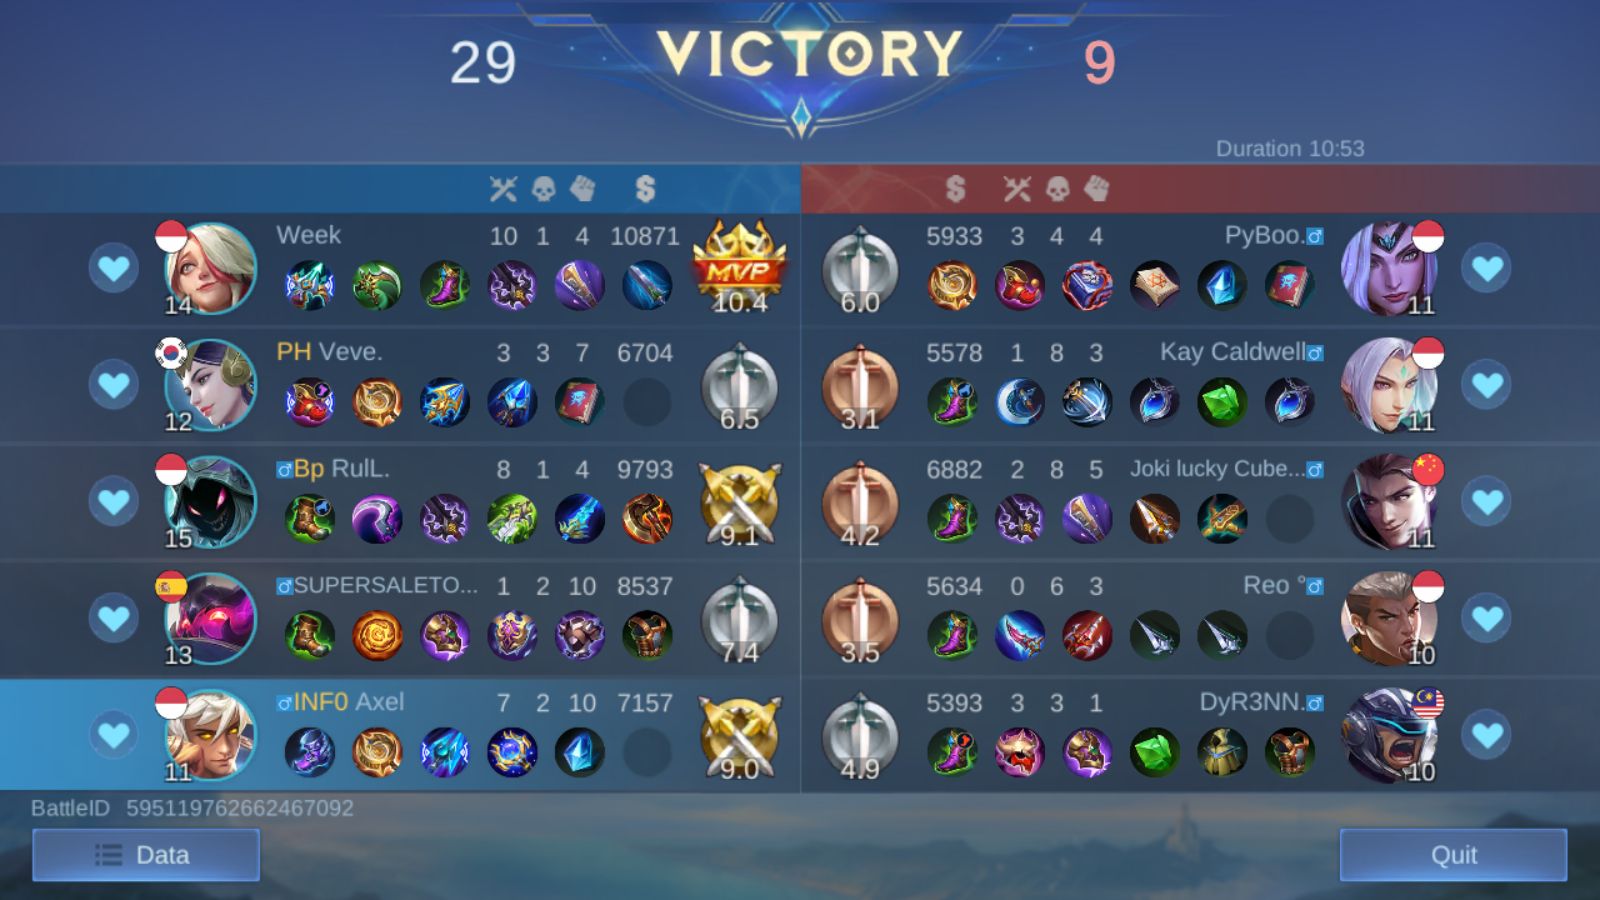 29 VICTORY 9
Duration 10:53
Week 10 1 4 10871 MVP 10.4 14
6.0 5933 3 4 4 PyBoo. 11
PH Veve. 3 3 7 6704 6.5 12
3.1 5578 1 8 3 Kay Caldwell 11
Bp RulL. 8 1 4 9793 9.1 15
4.2 6882 2 8 5 Joki lucky Cube... 11
SUPERSALETO... 1 2 10 8537 7.4 13
3.5 5634 0 6 3 Reo ° 10
INF0 Axel 7 2 10 7157 9.0 11
4.9 5393 3 3 1 DyR3NN. 10
BattleID 595119762662467092
Data
Quit